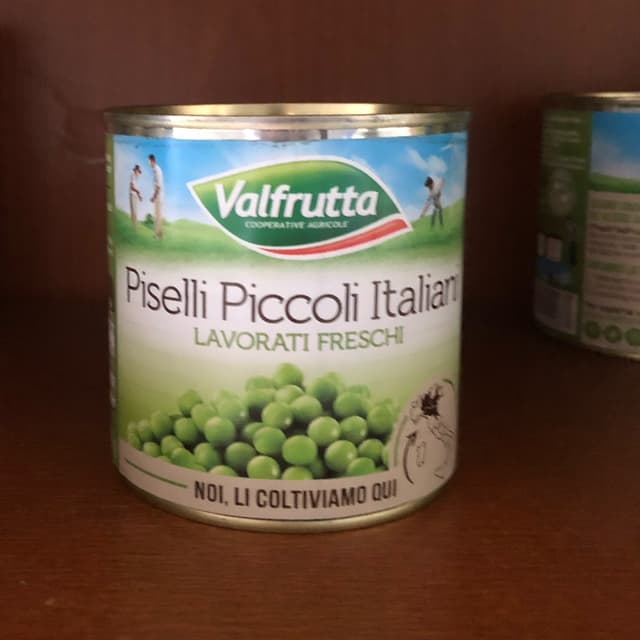 Valfrutta
COOPERATIVE AGRICOLE
Piselli Piccoli Italiani
LAVORATI FRESCHI
NOI, LI COLTIVIAMO QUI